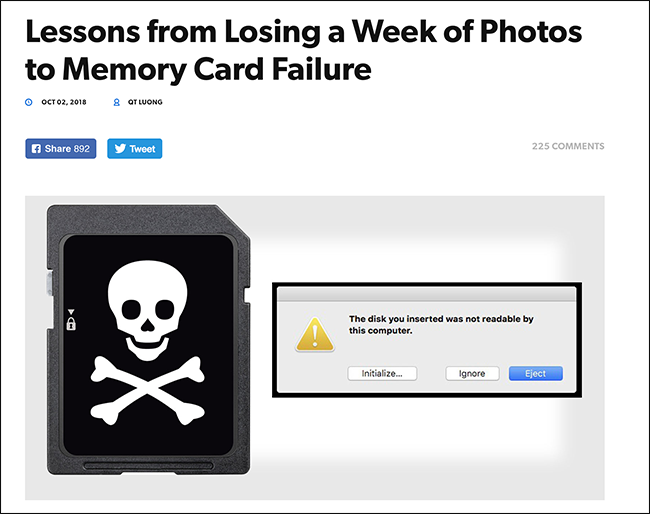 Lessons from Losing a Week of Photos
to Memory Card Failure
OCT 02, 2018 QT LUONG
Share 892 Tweet 225 COMMENTS
The disk you inserted was not readable by
this computer.
Initialize... Ignore Eject